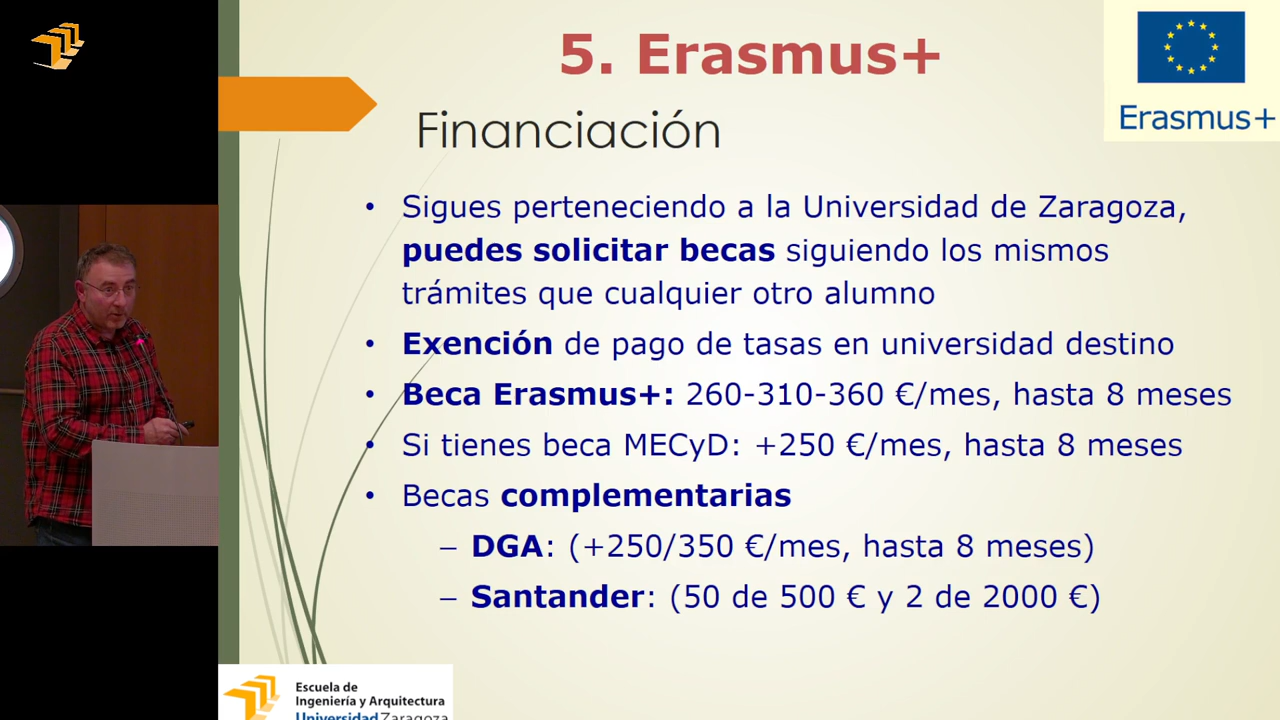 5. Erasmus+
Erasmus+
Financiación
• Sigues perteneciendo a la Universidad de Zaragoza,
puedes solicitar becas siguiendo los mismos
trámites que cualquier otro alumno
• Exención de pago de tasas en universidad destino
• Beca Erasmus+: 260-310-360 €/mes, hasta 8 meses
• Si tienes beca MECyD: +250 €/mes, hasta 8 meses
• Becas complementarias
– DGA: (+250/350 €/mes, hasta 8 meses)
– Santander: (50 de 500 € y 2 de 2000 €)
Escuela de
Ingeniería y Arquitectura
Universidad Zaragoza